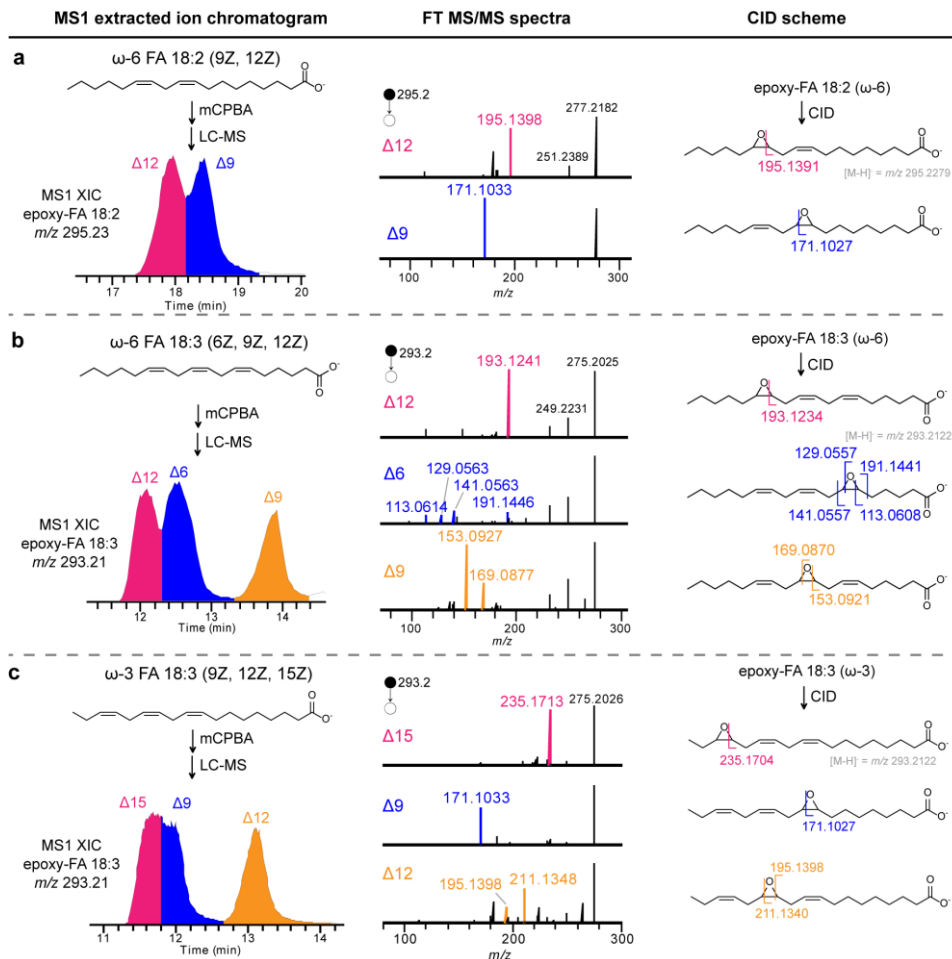 MS1 extracted ion chromatogram
FT MS/MS spectra
CID scheme
a
ω-6 FA 18:2 (9Z, 12Z)
O
O-
mCPBA
LC-MS
Δ12
Δ9
MS1 XIC
epoxy-FA 18:2
m/z 295.23
17 18 19 20
Time (min)
295.2
277.2182
195.1398
Δ12
251.2389
171.1033
Δ9
100 200 300
m/z
epoxy-FA 18:2 (ω-6)
CID
O
O
O-
195.1391
[M-H]- = m/z 295.2279
O
O
O-
171.1027
b
ω-6 FA 18:3 (6Z, 9Z, 12Z)
O-
O
mCPBA
LC-MS
Δ12
Δ6
Δ9
MS1 XIC
epoxy-FA 18:3
m/z 293.21
12 13 14
Time (min)
293.2
193.1241
275.2025
Δ12
249.2231
Δ6
129.0563
141.0563
113.0614
191.1446
153.0927
Δ9
169.0877
100 200 300
m/z
epoxy-FA 18:3 (ω-6)
CID
O
O-
O
193.1234
[M-H]- = m/z 293.2122
129.0557
191.1441
O
O-
O
141.0557
113.0608
169.0870
O
O-
O
153.0921
c
ω-3 FA 18:3 (9Z, 12Z, 15Z)
O
O-
mCPBA
LC-MS
Δ15
Δ9
Δ12
MS1 XIC
epoxy-FA 18:3
m/z 293.21
11 12 13 14
Time (min)
293.2
235.1713
275.2026
Δ15
Δ9
171.1033
Δ12
195.1398
211.1348
100 200 300
m/z
epoxy-FA 18:3 (ω-3)
CID
O
O
O-
235.1704
[M-H]- = m/z 293.2122
O
O
O-
171.1027
195.1398
O
O
O-
211.1340